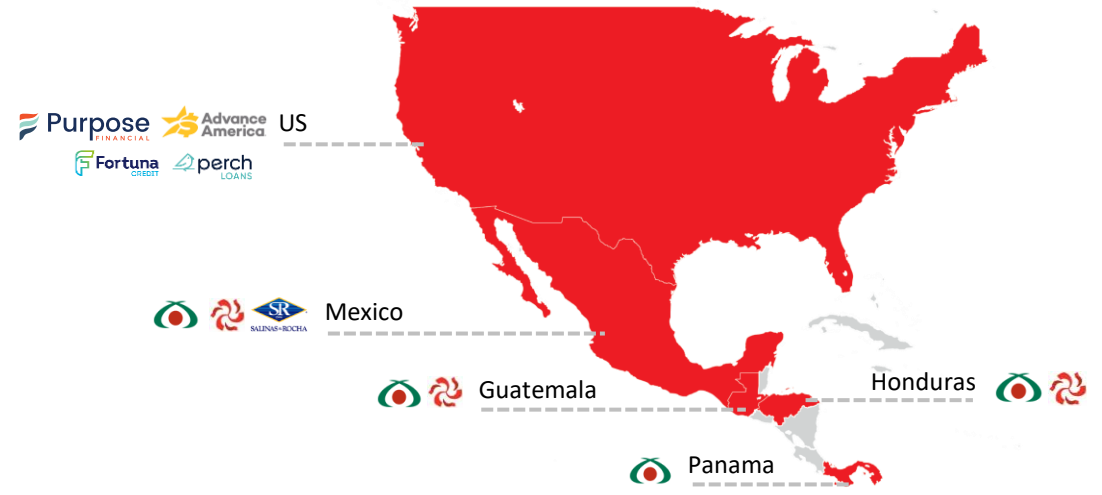 Purpose
FINANCIAL
Advance
America
US
Fortuna
CREDIT
perch
LOANS
SR
SALINAS & ROCHA
Mexico
Guatemala
Honduras
Panama